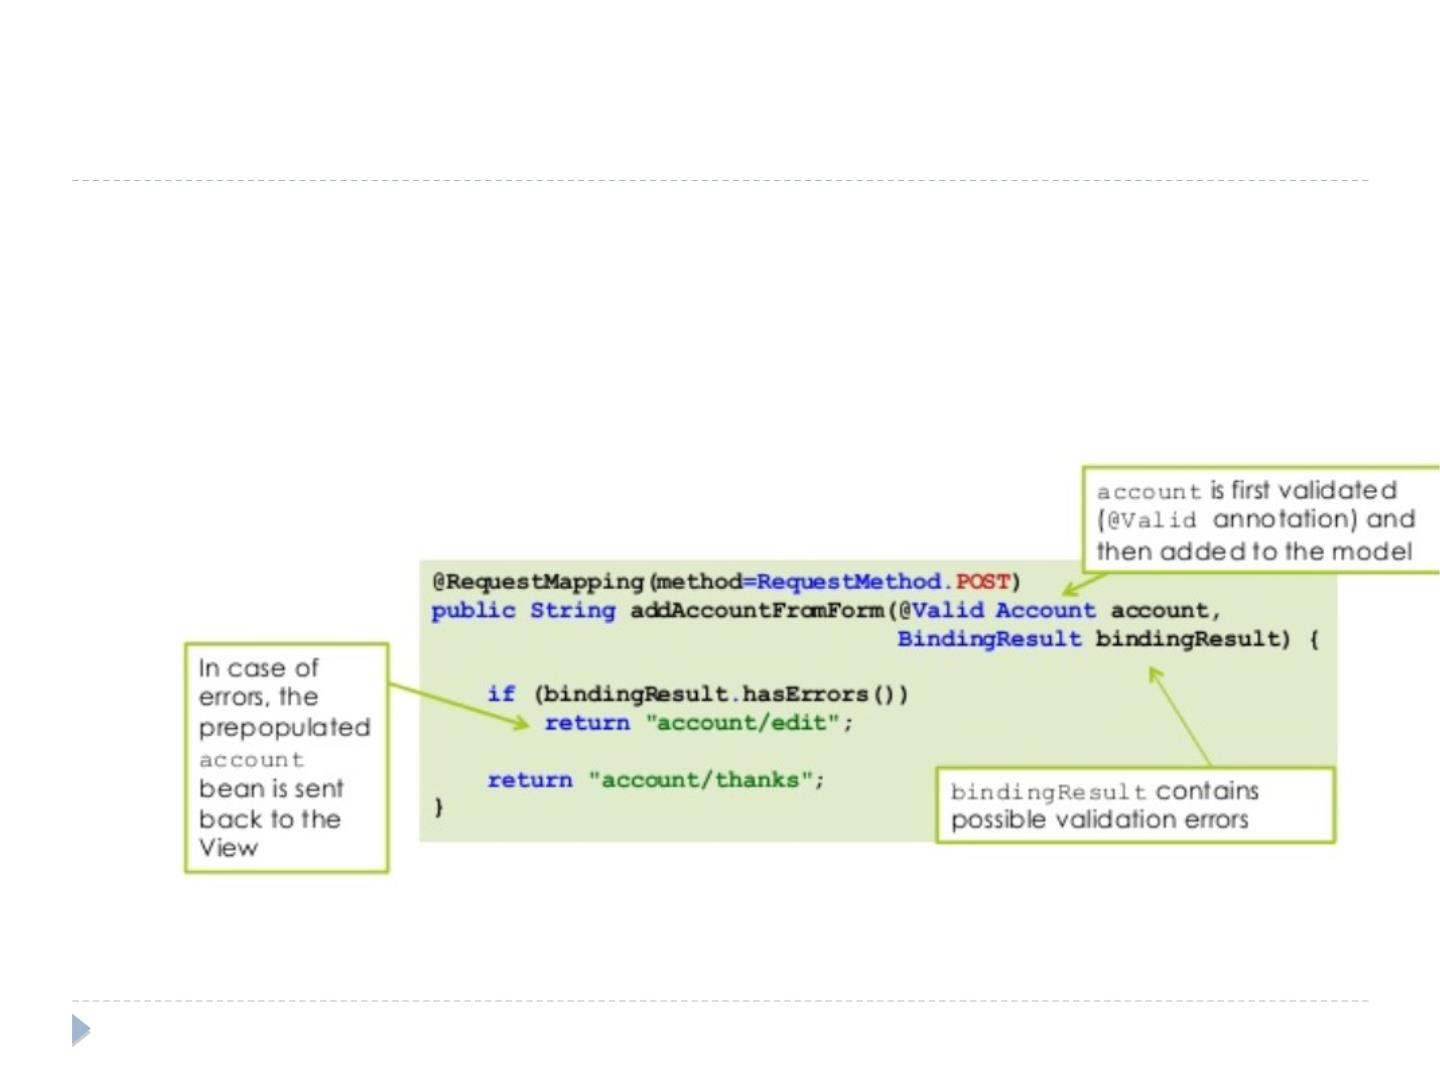 account is first validated
(@Valid annotation) and
then added to the model
@RequestMapping(method=RequestMethod.POST)
public String addAccountFromForm(@Valid Account account,
BindingResult bindingResult) {
In case of
errors, the
prepopulated
account
bean is sent
back to the
View
if (bindingResult.hasErrors())
return "account/edit";
return "account/thanks";
}
bindingResult contains
possible validation errors